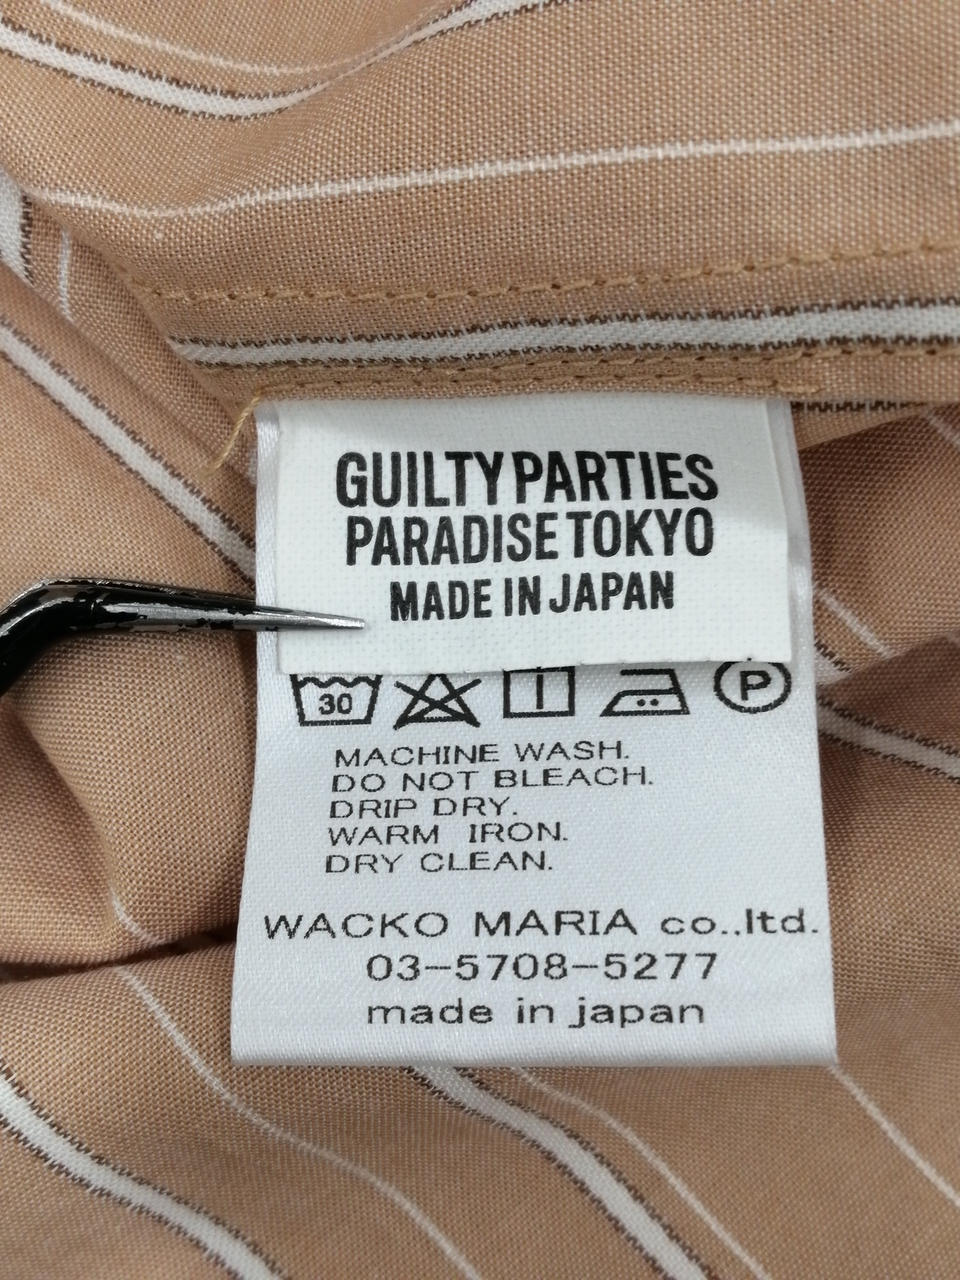 GUILTY PARTIES
PARADISE TOKYO
MADE IN JAPAN
30
P
MACHINE WASH.
DO NOT BLEACH.
DRIP DRY.
WARM IRON.
DRY CLEAN.
WACKO MARIA co.,ltd.
03-5708-5277
made in japan